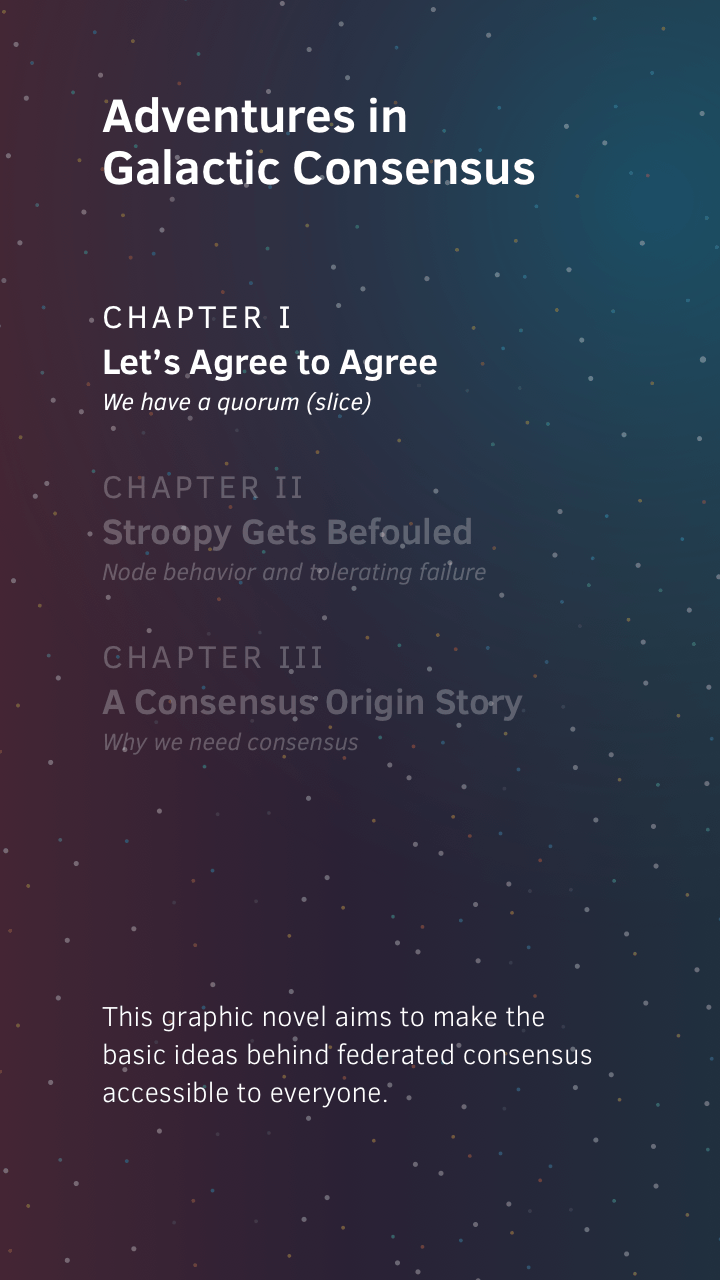 Adventures in
Galactic Consensus
CHAPTER I
Let’s Agree to Agree
We have a quorum (slice)
CHAPTER II
Stroopy Gets Befouled
Node behavior and tolerating failure
CHAPTER III
A Consensus Origin Story
Why we need consensus
This graphic novel aims to make the
basic ideas behind federated consensus
accessible to everyone.